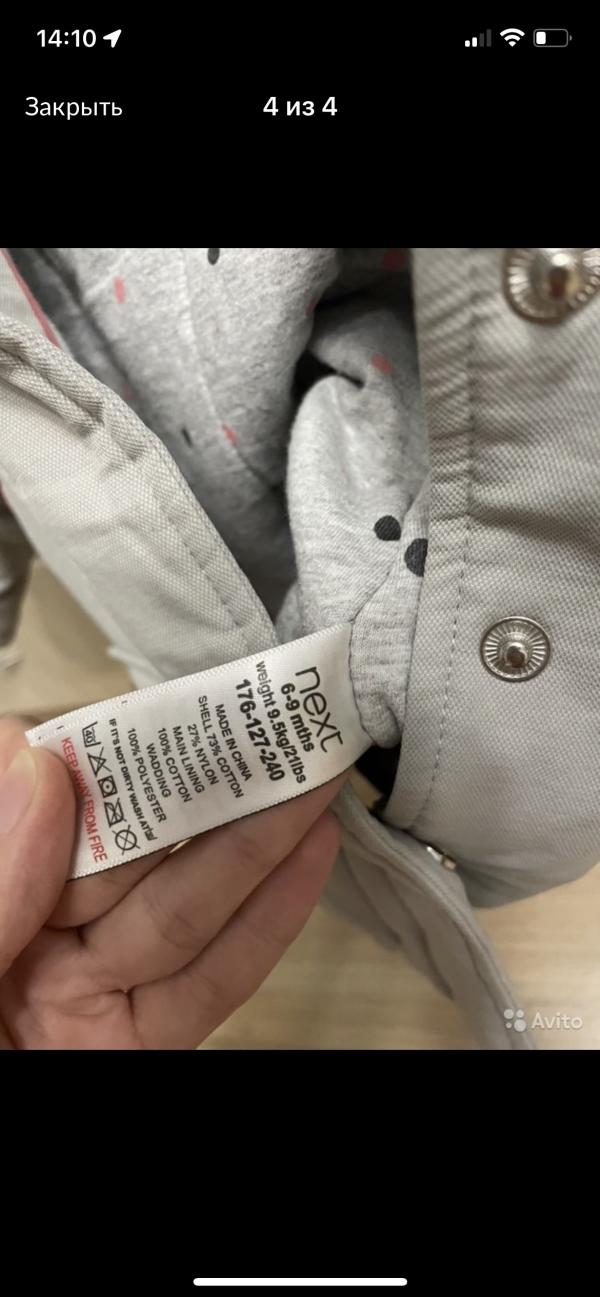 14:10
Закрыть
4 из 4
next
6-9 mths
weight 9.5kg/21lbs
176-127-240
MADE IN CHINA
SHELL 73% COTTON
27% NYLON
MAIN LINING
100% COTTON
WADDING
100% POLYESTER
IF IT'S NOT DIRTY WASH AT
40
KEEP AWAY FROM FIRE
Avito